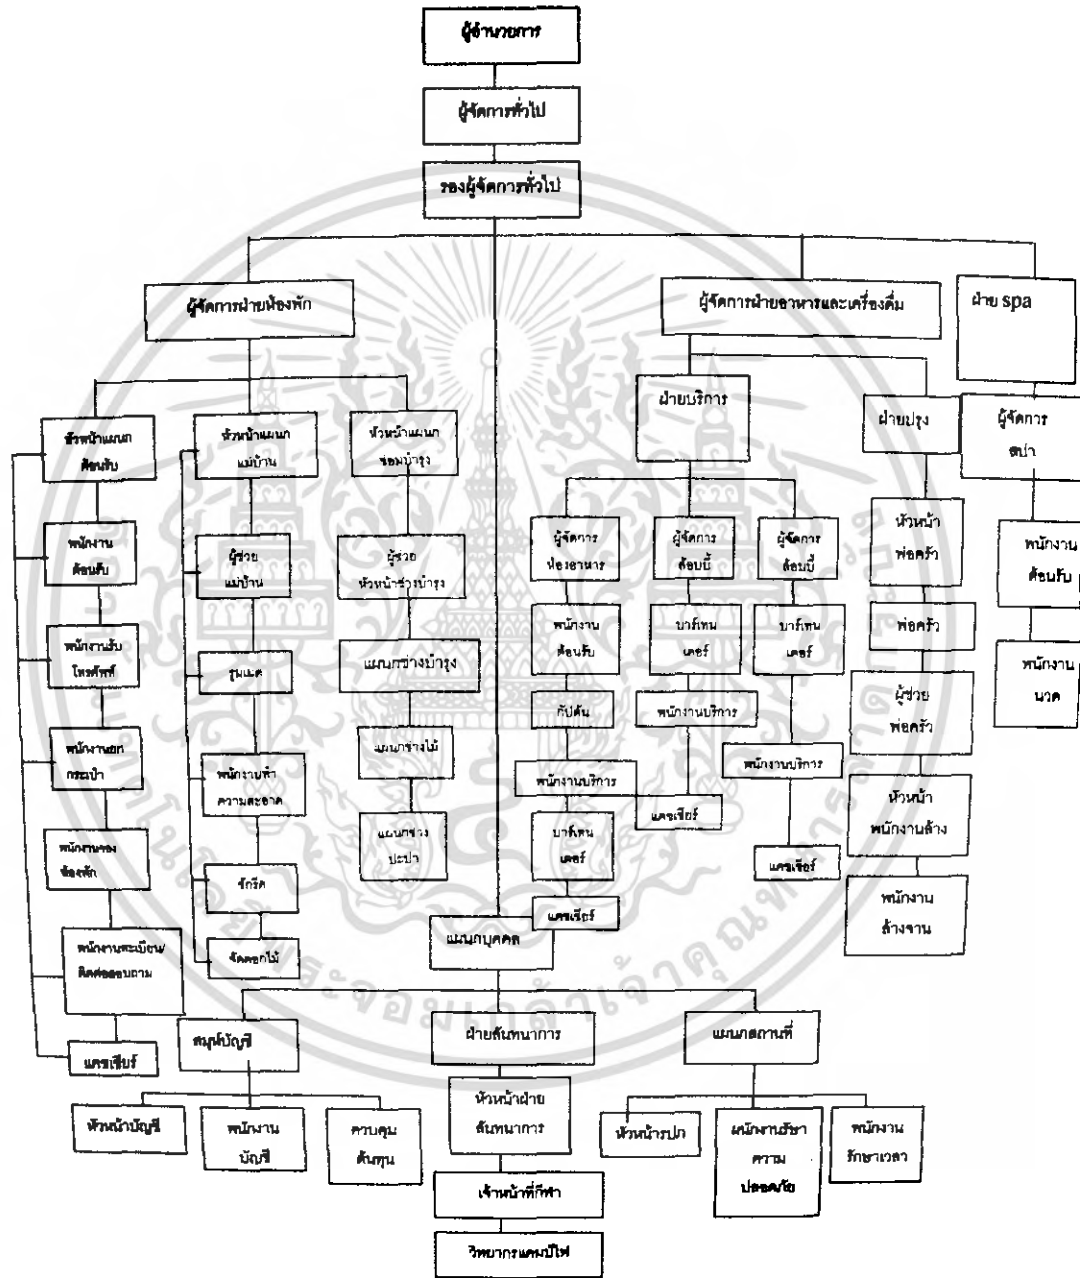 ผู้อำนวยการ
ผู้จัดการทั่วไป
รองผู้จัดการทั่วไป
ผู้จัดการฝ่ายห้องพัก
ผู้จัดการฝ่ายอาหารและเครื่องดื่ม
ฝ่าย spa
หัวหน้าแผนก
ต้อนรับ
พนักงาน
ต้อนรับ
พนักงานรับ
โทรศัพท์
พนักงานยก
กระเป๋า
พนักงานจอง
ห้องพัก
พนักงานทะเบียน/
ติดต่อสอบถาม
แคชเชียร์
หัวหน้าแผนก
แม่บ้าน
ผู้ช่วย
แม่บ้าน
รูมเมด
พนักงานทำ
ความสะอาด
ซักรีด
จัดดอกไม้
หัวหน้าแผนก
ซ่อมบำรุง
ผู้ช่วย
หัวหน้าช่างบำรุง
แผนกช่างบำรุง
แผนกช่างไม้
แผนกช่าง
ปะปา
ฝ่ายบริการ
ผู้จัดการ
ห้องอาหาร
พนักงาน
ต้อนรับ
กัปตัน
พนักงานบริการ
บาร์เทน
เดอร์
แคชเชียร์
ผู้จัดการ
ล้อบบี้
บาร์เทน
เดอร์
พนักงานบริการ
แคชเชียร์
ผู้จัดการ
ล้อบบี้
บาร์เทน
เดอร์
พนักงานบริการ
แคชเชียร์
ฝ่ายปรุง
หัวหน้า
พ่อครัว
พ่อครัว
ผู้ช่วย
พ่อครัว
หัวหน้า
พนักงานล้าง
พนักงาน
ล้างจาน
ผู้จัดการ
สปา
พนักงาน
ต้อนรับ
พนักงาน
นวด
แผนกบุคคล
สมุห์บัญชี
หัวหน้าบัญชี
พนักงาน
บัญชี
ควบคุม
ต้นทุน
ฝ่ายสันทนาการ
หัวหน้าฝ่าย
สันทนาการ
เจ้าหน้าที่กีฬา
วิทยากรแคมป์ไฟ
แผนกสถานที่
หัวหน้ารปภ
พนักงานรักษา
ความ
ปลอดภัย
พนักงาน
รักษาเวลา